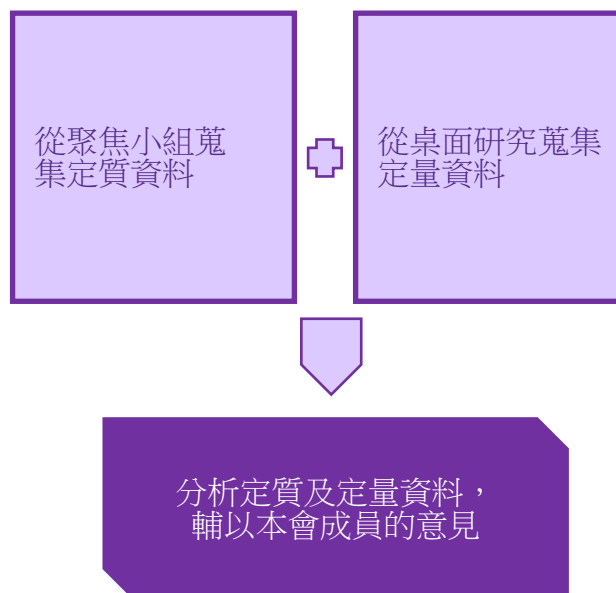 從聚焦小組蒐
集定質資料
從桌面研究蒐集
定量資料
分析定質及定量資料，
輔以本會成員的意見